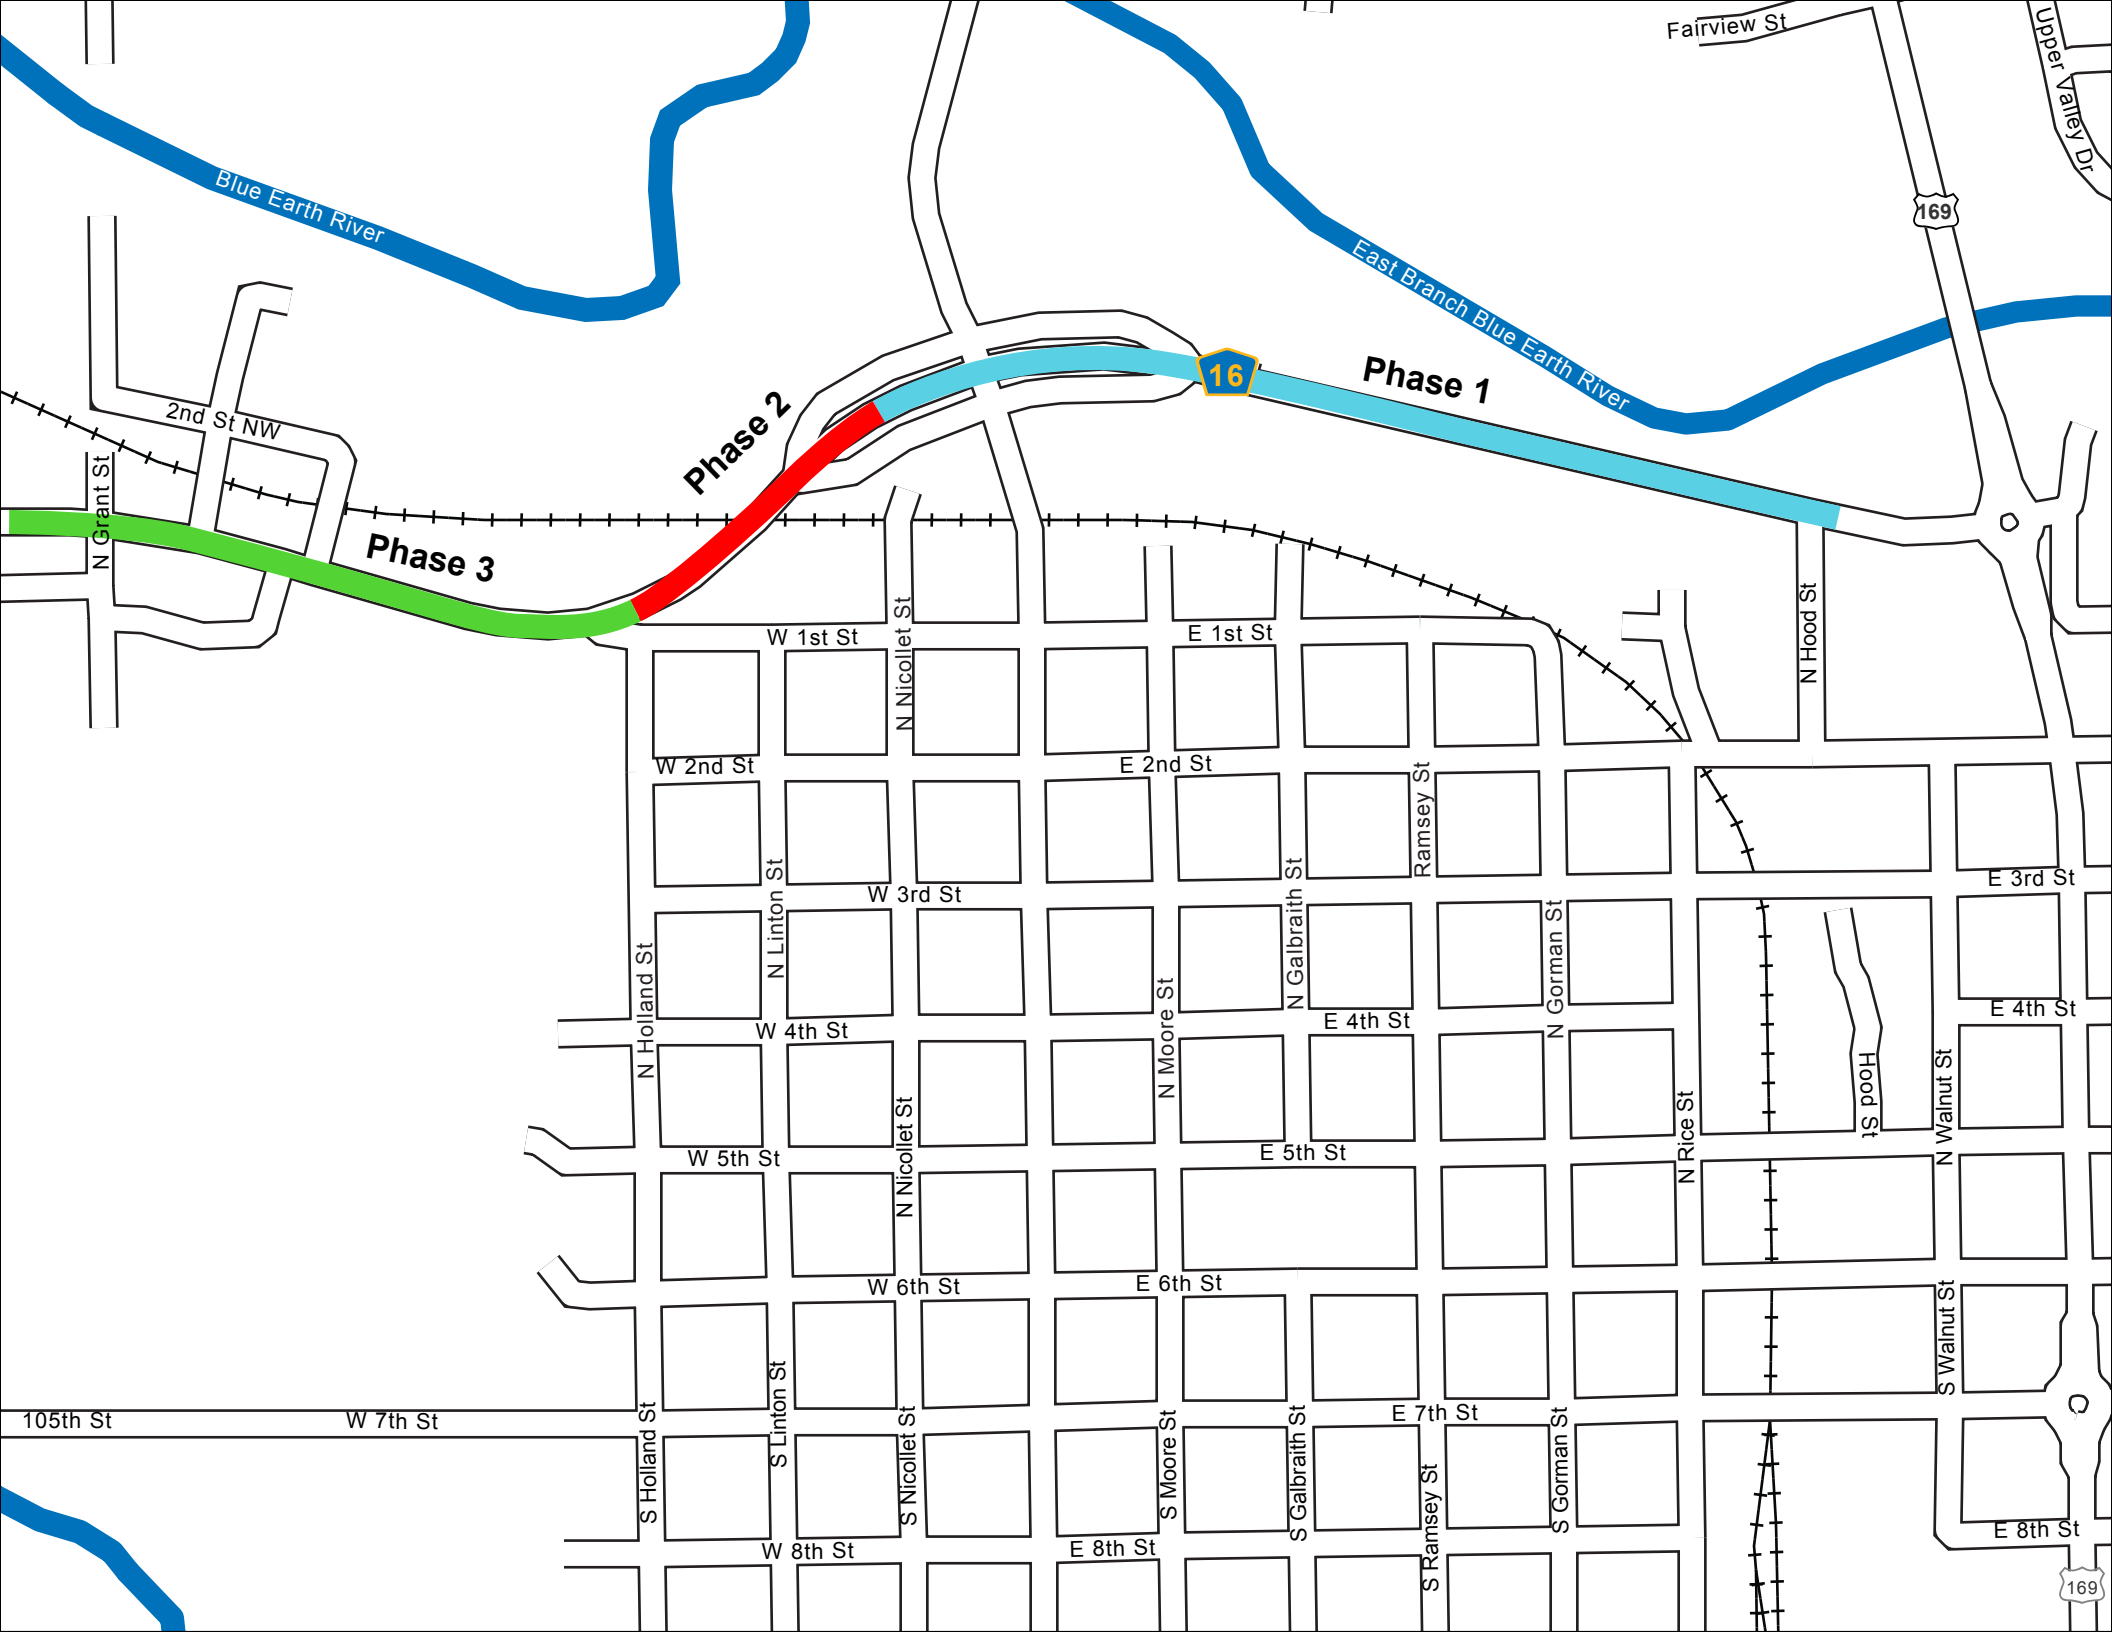 Fairview St
Upper Valley Dr
169
Blue Earth River
East Branch Blue Earth River
Phase 1
16
Phase 2
2nd St NW
N Grant St
Phase 3
W 1st St
E 1st St
N Nicollet St
N Hood St
W 2nd St
E 2nd St
Ramsey St
W 3rd St
E 3rd St
N Linton St
N Galbraith St
N Gorman St
N Holland St
N Moore St
W 4th St
E 4th St
E 4th St
Hood St
N Walnut St
N Rice St
N Nicollet St
W 5th St
E 5th St
W 6th St
E 6th St
S Walnut St
S Linton St
105th St
W 7th St
E 7th St
S Holland St
S Nicollet St
S Moore St
S Galbraith St
S Ramsey St
S Gorman St
W 8th St
E 8th St
E 8th St
169